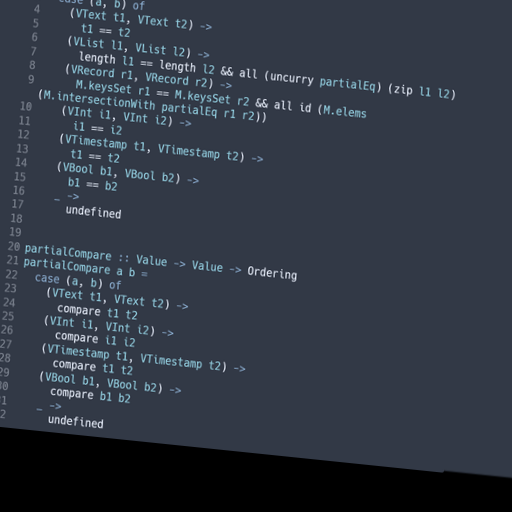 case (a, b) of
4 (VText t1, VText t2) ->
5 t1 == t2
6 (VList l1, VList l2) ->
7 length l1 == length l2 && all (uncurry partialEq) (zip l1 l2)
8 (VRecord r1, VRecord r2) ->
9 M.keysSet r1 == M.keysSet r2 && all id (M.elems
(M.intersectionWith partialEq r1 r2))
10 (VInt i1, VInt i2) ->
11 i1 == i2
12 (VTimestamp t1, VTimestamp t2) ->
13 t1 == t2
14 (VBool b1, VBool b2) ->
15 b1 == b2
16 _ ->
17 undefined
18
19
20 partialCompare :: Value -> Value -> Ordering
21 partialCompare a b =
22 case (a, b) of
23 (VText t1, VText t2) ->
24 compare t1 t2
25 (VInt i1, VInt i2) ->
26 compare i1 i2
27 (VTimestamp t1, VTimestamp t2) ->
28 compare t1 t2
29 (VBool b1, VBool b2) ->
30 compare b1 b2
_ ->
undefined